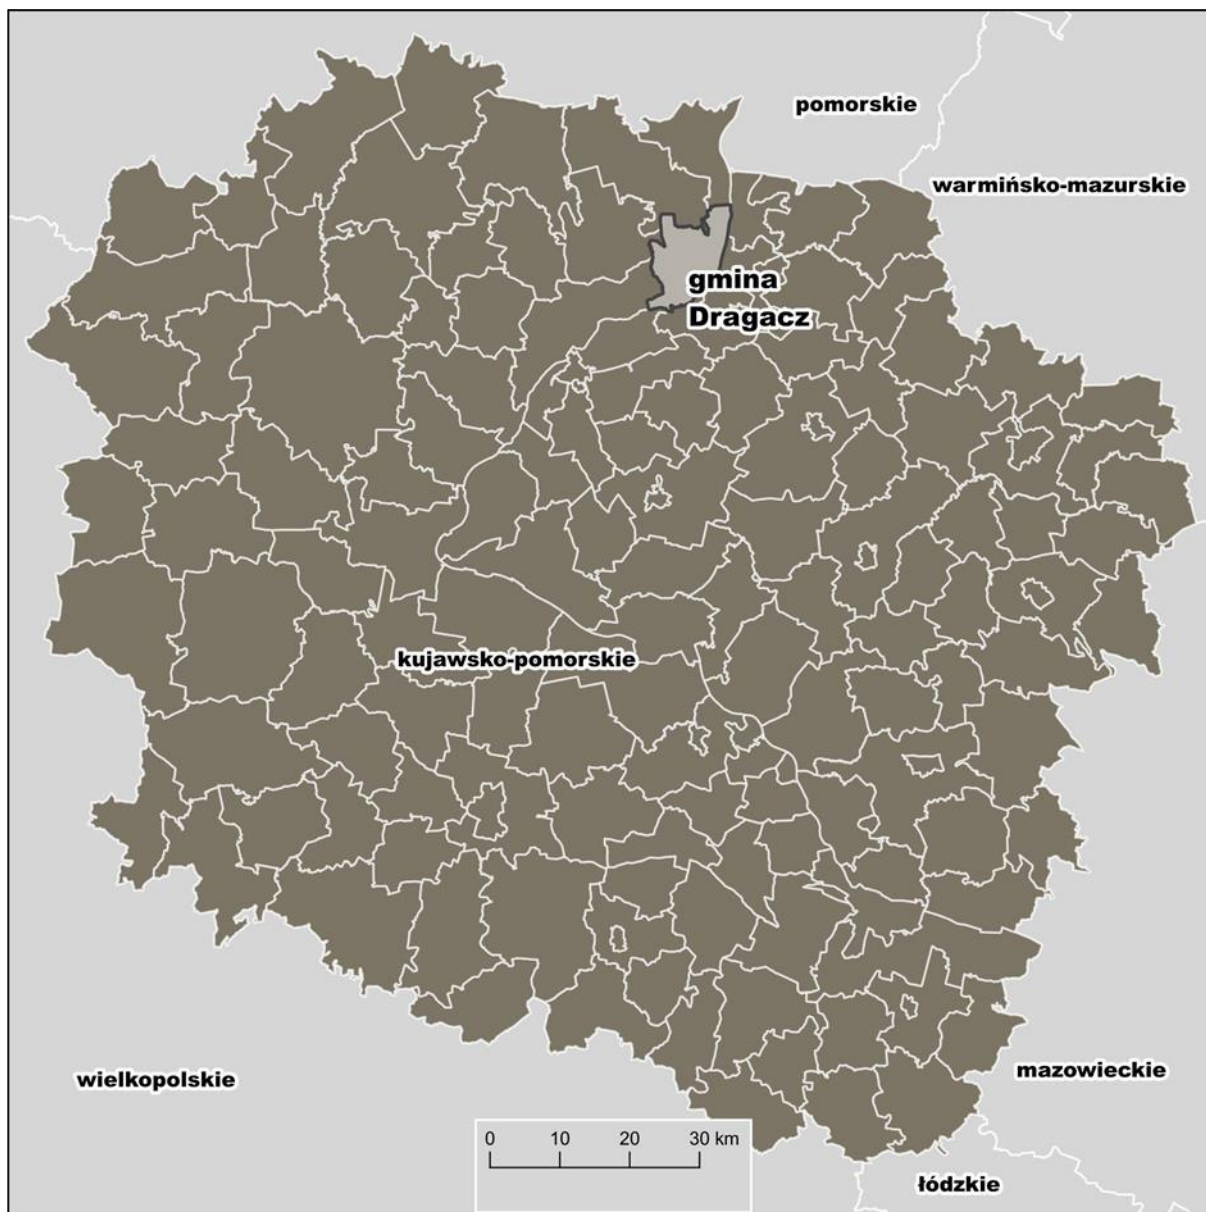 pomorskie
warmińsko-mazurskie
gmina
Dragacz
kujawsko-pomorskie
wielkopolskie
mazowieckie
0 10 20 30 km
łódzkie